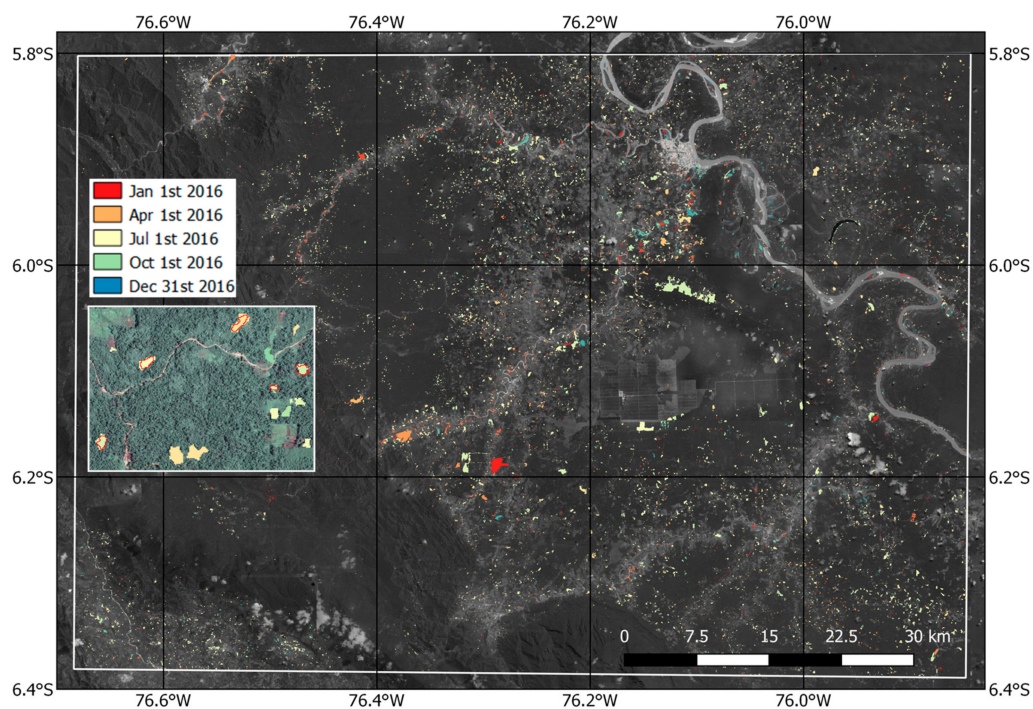 76.6°W 76.4°W 76.2°W 76.0°W
5.8°S 5.8°S
Jan 1st 2016
Apr 1st 2016
Jul 1st 2016
Oct 1st 2016
Dec 31st 2016
6.0°S 6.0°S
6.2°S 6.2°S
0 7.5 15 22.5 30 km
6.4°S 6.4°S
76.6°W 76.4°W 76.2°W 76.0°W